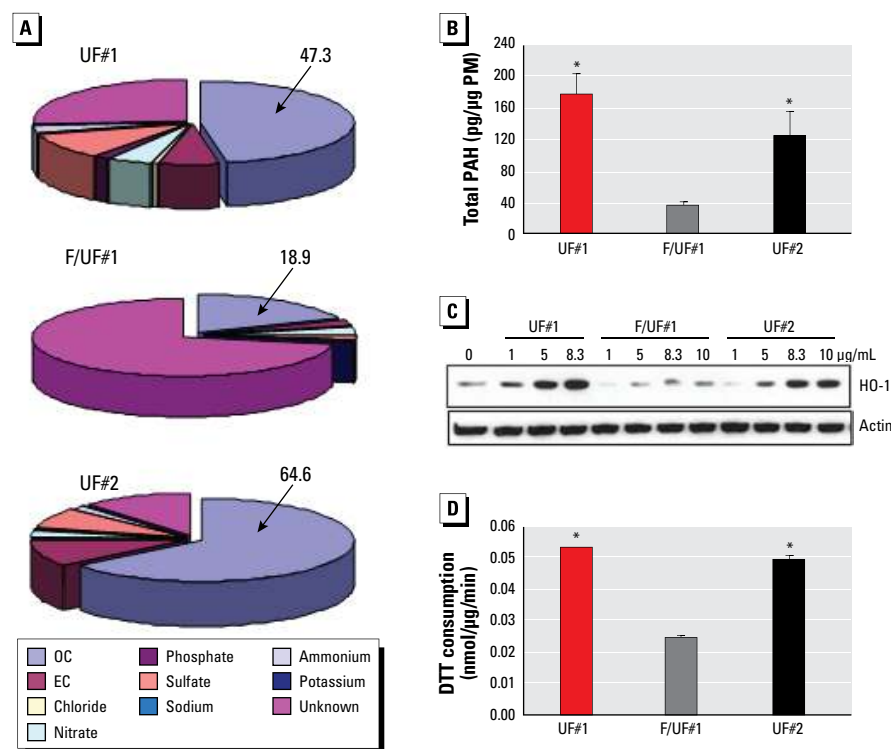 A
UF#1
47.3
F/UF#1
18.9
UF#2
64.6
OC
EC
Chloride
Nitrate
Phosphate
Sulfate
Sodium
Ammonium
Potassium
Unknown
B
Total PAH (pg/μg PM)
240
200
160
120
80
40
0
*
*
UF#1 F/UF#1 UF#2
C
UF#1 F/UF#1 UF#2
0 1 5 8.3 1 5 8.3 10 1 5 8.3 10 μg/mL
HO-1
Actin
D
DTT consumption
(nmol/μg/min)
0.06
0.05
0.04
0.03
0.02
0.01
0.00
*
*
UF#1 F/UF#1 UF#2